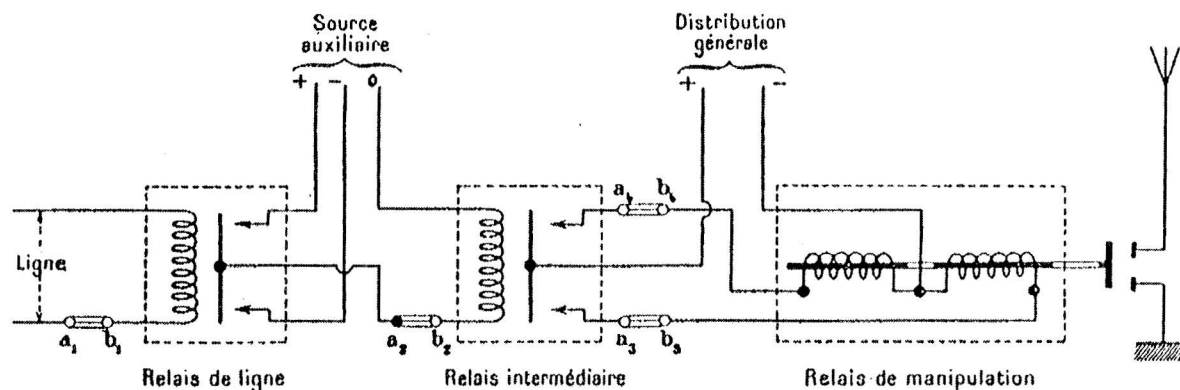 Source
auxiliaire
+ − 0
Distribution
générale
+ −
Ligne
a₁ b₁
a₂ b₂
a₄ b₄
a₃ b₃
Relais de ligne
Relais intermédiaire
Relais de manipulation